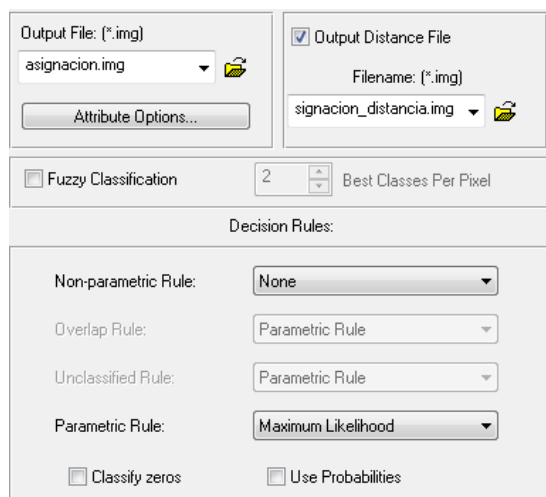 Output File: (*.img)
asignacion.img
Attribute Options...
Output Distance File
Filename: (*.img)
signacion_distancia.img
Fuzzy Classification
2
Best Classes Per Pixel
Decision Rules:
Non-parametric Rule:
None
Overlap Rule:
Parametric Rule
Unclassified Rule:
Parametric Rule
Parametric Rule:
Maximum Likelihood
Classify zeros
Use Probabilities